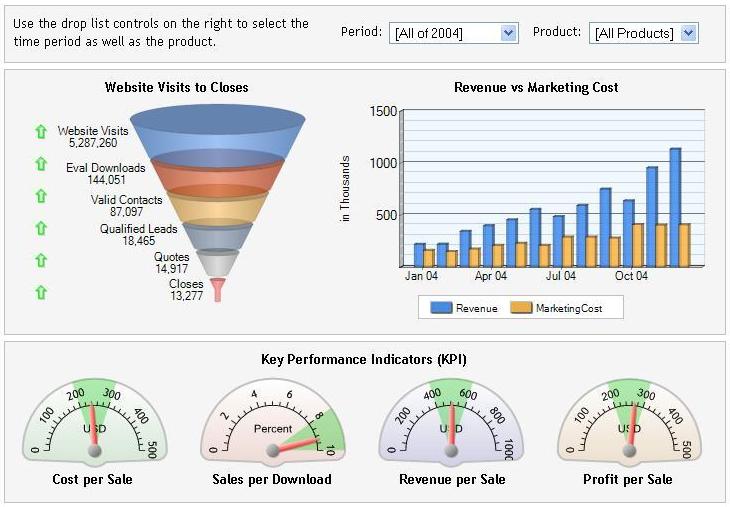 Use the drop list controls on the right to select the
time period as well as the product.
Period: [All of 2004] Product: [All Products]
Website Visits to Closes
Website Visits
5,287,260
Eval Downloads
144,051
Valid Contacts
87,097
Qualified Leads
18,465
Quotes
14,917
Closes
13,277
Revenue vs Marketing Cost
in Thousands
1500
1000
500
Jan 04 Apr 04 Jul 04 Oct 04
Revenue MarketingCost
Key Performance Indicators (KPI)
0 100 200 300 400 500
USD
Cost per Sale
0 2 4 6 8 10
Percent
Sales per Download
0 200 400 600 800 1000
USD
Revenue per Sale
0 100 200 300 400 500
USD
Profit per Sale